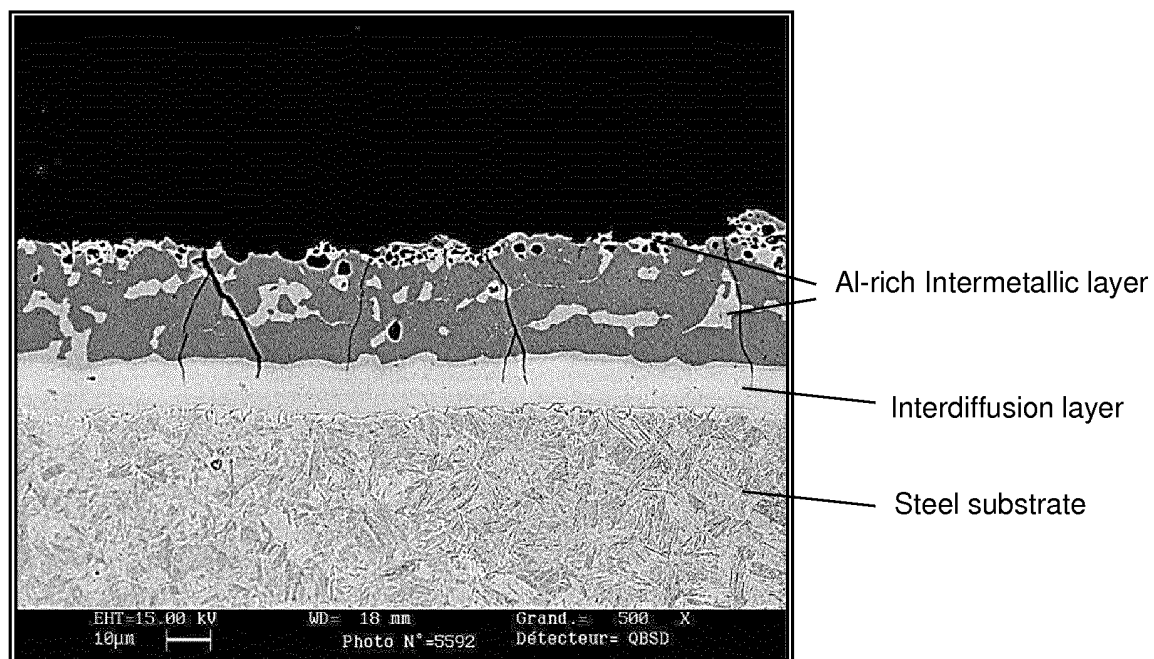 Al-rich Intermetallic layer
Interdiffusion layer
Steel substrate
EHT=15.00 kV WD= 18 mm Grand.= 500 X
10µm Photo N°=5592 Détecteur= QBSD